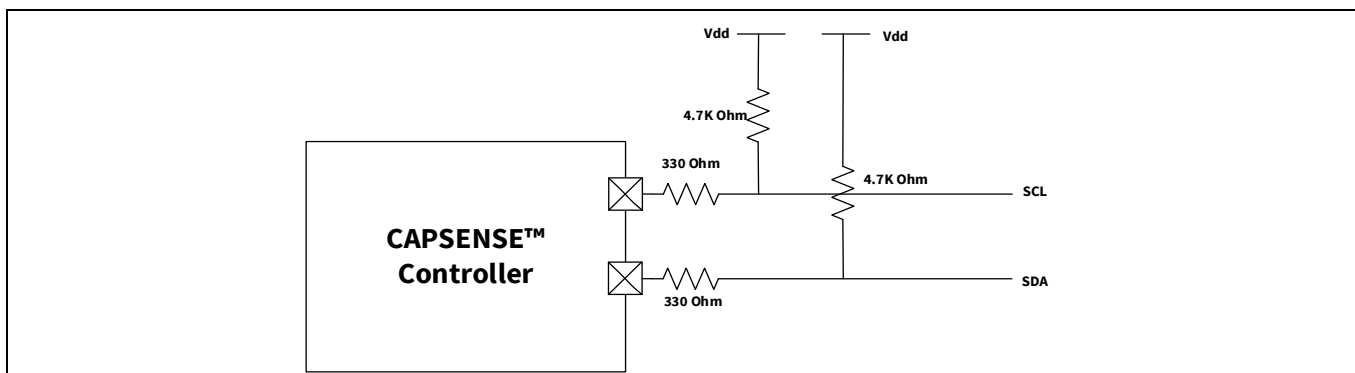 Vdd
Vdd
4.7K Ohm
330 Ohm
4.7K Ohm
SCL
CAPSENSE™
Controller
SDA
330 Ohm